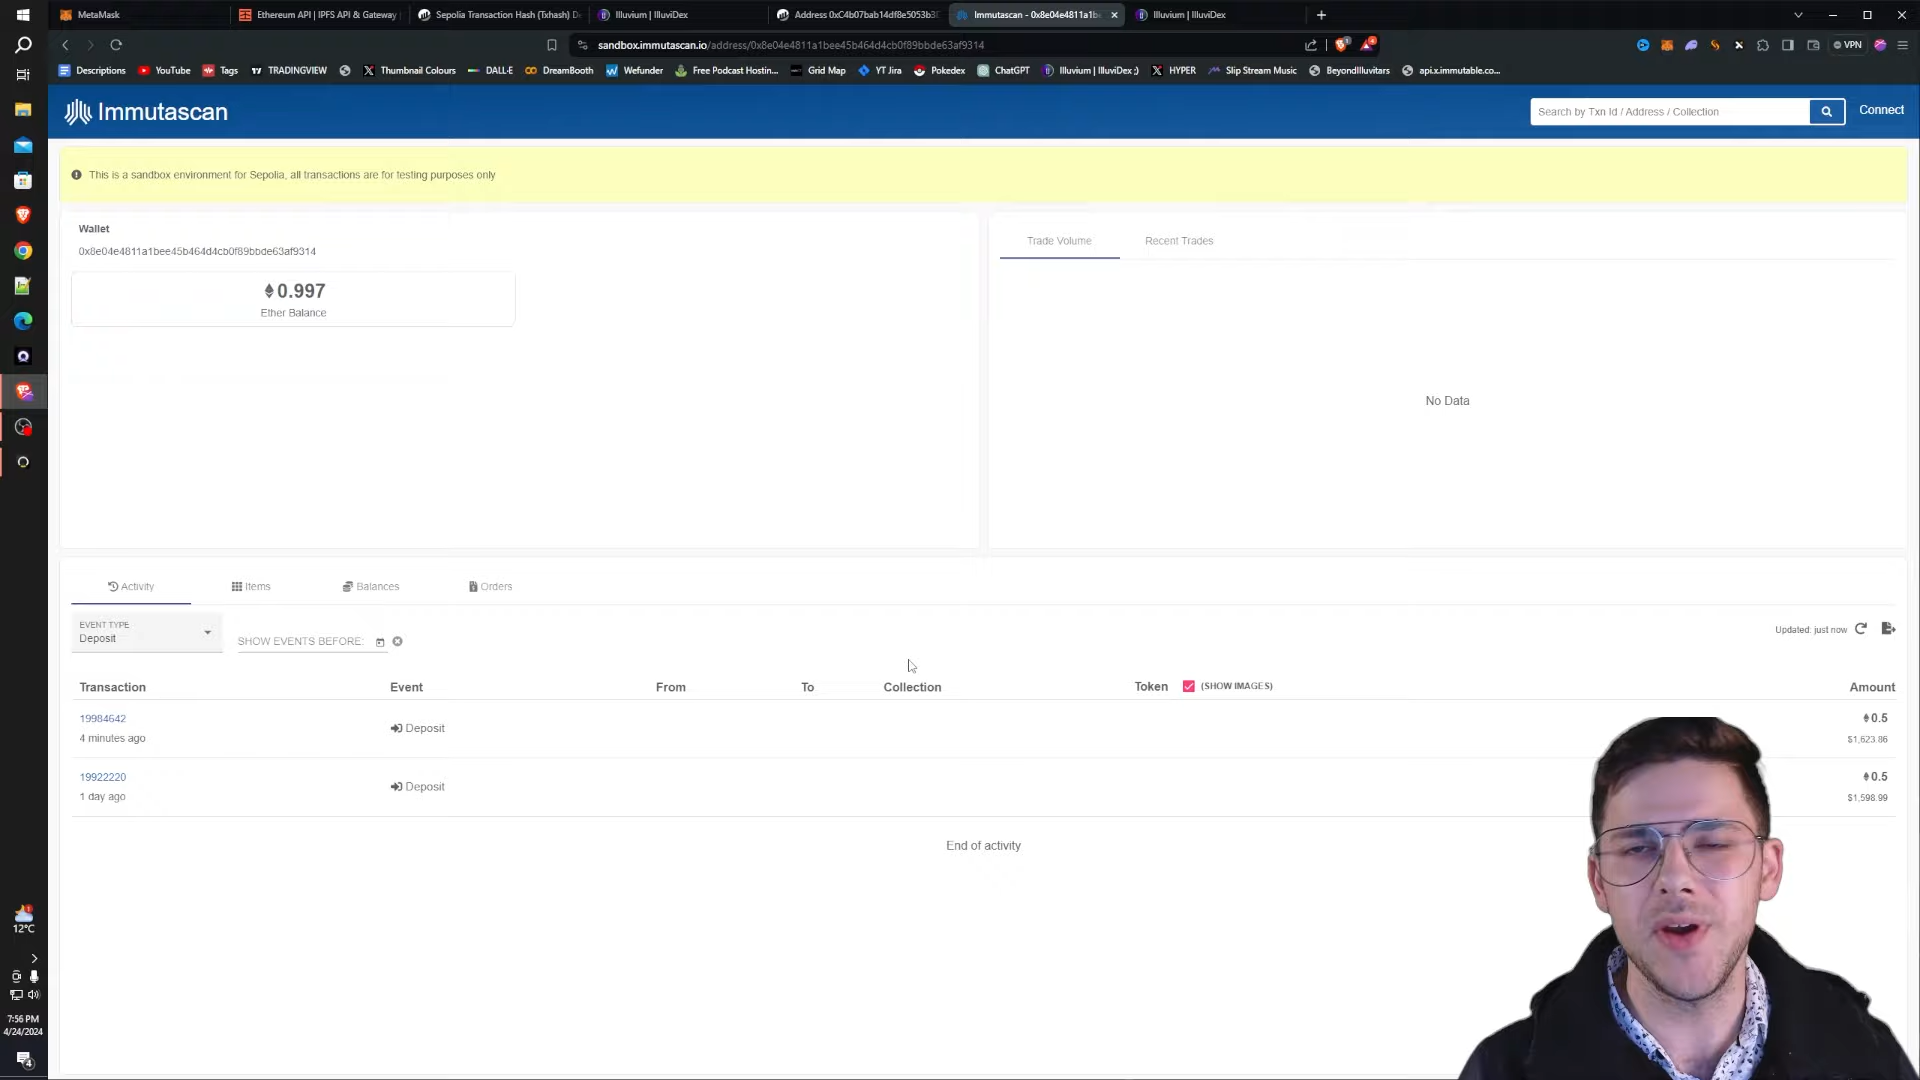 MetaMask
Ethereum API | IPFS API & Gateway
Sepolia Transaction Hash (Txhash) D
Illuvium | IlluviDex
Address 0xC4b07bab14df8e5053b3
Immutascan - 0x8e04e4811a1b
Illuvium | IlluviDex
sandbox.immutascan.io/address/0x8e04e4811a1bee45b464d4cb0f89bbde63af9314
VPN
Descriptions
YouTube
Tags
TRADINGVIEW
Thumbnail Colours
DALL·E
DreamBooth
Wefunder
Free Podcast Hostin...
Grid Map
YT Jira
Pokedex
ChatGPT
Illuvium | IlluviDex ;)
HYPER
Slip Stream Music
BeyondIlluvitars
api.x.immutable.co...
Immutascan
Search by Txn Id / Address / Collection
Connect
This is a sandbox environment for Sepolia, all transactions are for testing purposes only
Wallet
0x8e04e4811a1bee45b464d4cb0f89bbde63af9314
0.997
Ether Balance
Trade Volume
Recent Trades
No Data
Activity
Items
Balances
Orders
EVENT TYPE
Deposit
SHOW EVENTS BEFORE:
Updated: just now
Transaction
Event
From
To
Collection
Token
(SHOW IMAGES)
Amount
19984642
4 minutes ago
Deposit
0.5
$1,623.86
19922220
1 day ago
Deposit
0.5
$1,598.99
End of activity
12°C
7:56 PM
4/24/2024
4